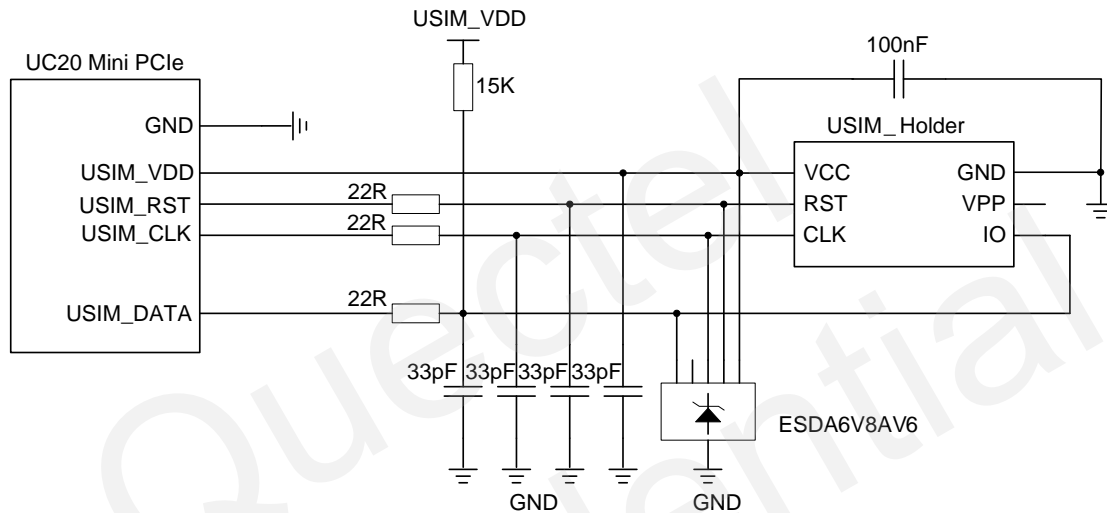 USIM_VDD
100nF
UC20 Mini PCIe
15K
GND
USIM_Holder
USIM_VDD
VCC
GND
22R
USIM_RST
RST
VPP
22R
USIM_CLK
CLK
IO
22R
USIM_DATA
33pF 33pF 33pF 33pF
ESDA6V8AV6
GND
GND
Quectel